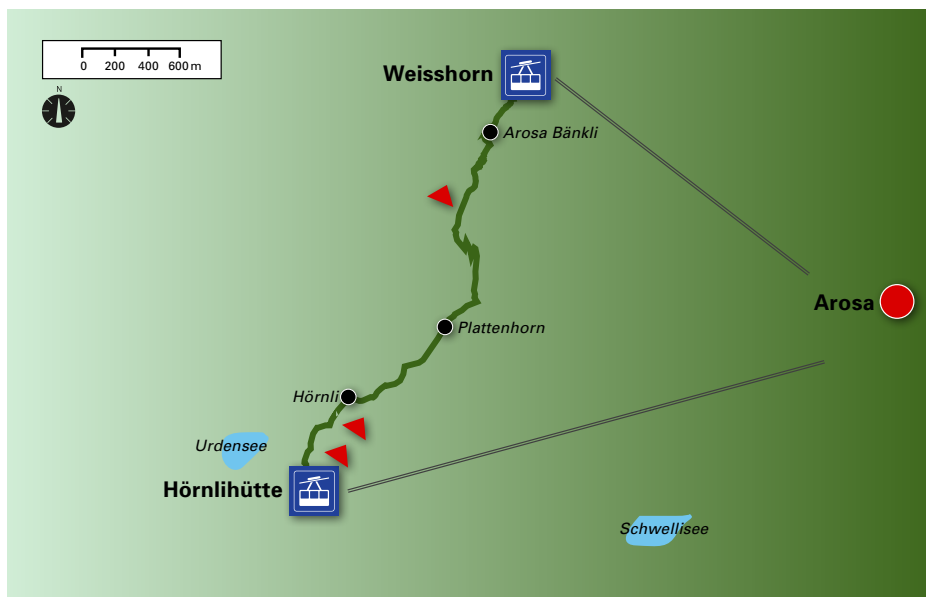 0 200 400 600 m
N
Weisshorn
Arosa Bänkli
Arosa
Plattenhorn
Hörnli
Urdensee
Hörnlihütte
Schwellisee